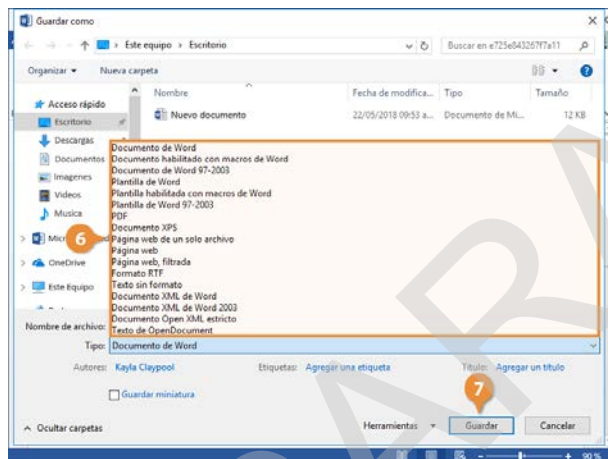 Guardar como
Este equipo > Escritorio
Buscar en e725e843267f7a11
Organizar
Nueva carpeta
Nombre
Fecha de modifica...
Tipo
Tamaño
Acceso rápido
Escritorio
Nuevo documento
22/05/2018 09:53 a...
Documento de Mi...
12 KB
Descargas
Documentos
Imagenes
Videos
Musica
Micr
OneDrive
Este Equipo
6
Documento de Word
Documento habilitado con macros de Word
Documento de Word 97-2003
Plantilla de Word
Plantilla habilitada con macros de Word
Plantilla de Word 97-2003
PDF
Documento XPS
Página web de un solo archivo
Página web
Página web, filtrada
Formato RTF
Texto sin formato
Documento XML de Word
Documento XML de Word 2003
Documento Open XML estricto
Texto de OpenDocument
Nombre de archivo:
Tipo: Documento de Word
Autores: Kayla Claypool
Etiquetas: Agregar una etiqueta
Título: Agregar un título
Guardar miniatura
7
Ocultar carpetas
Herramientas
Guardar
Cancelar
90 %